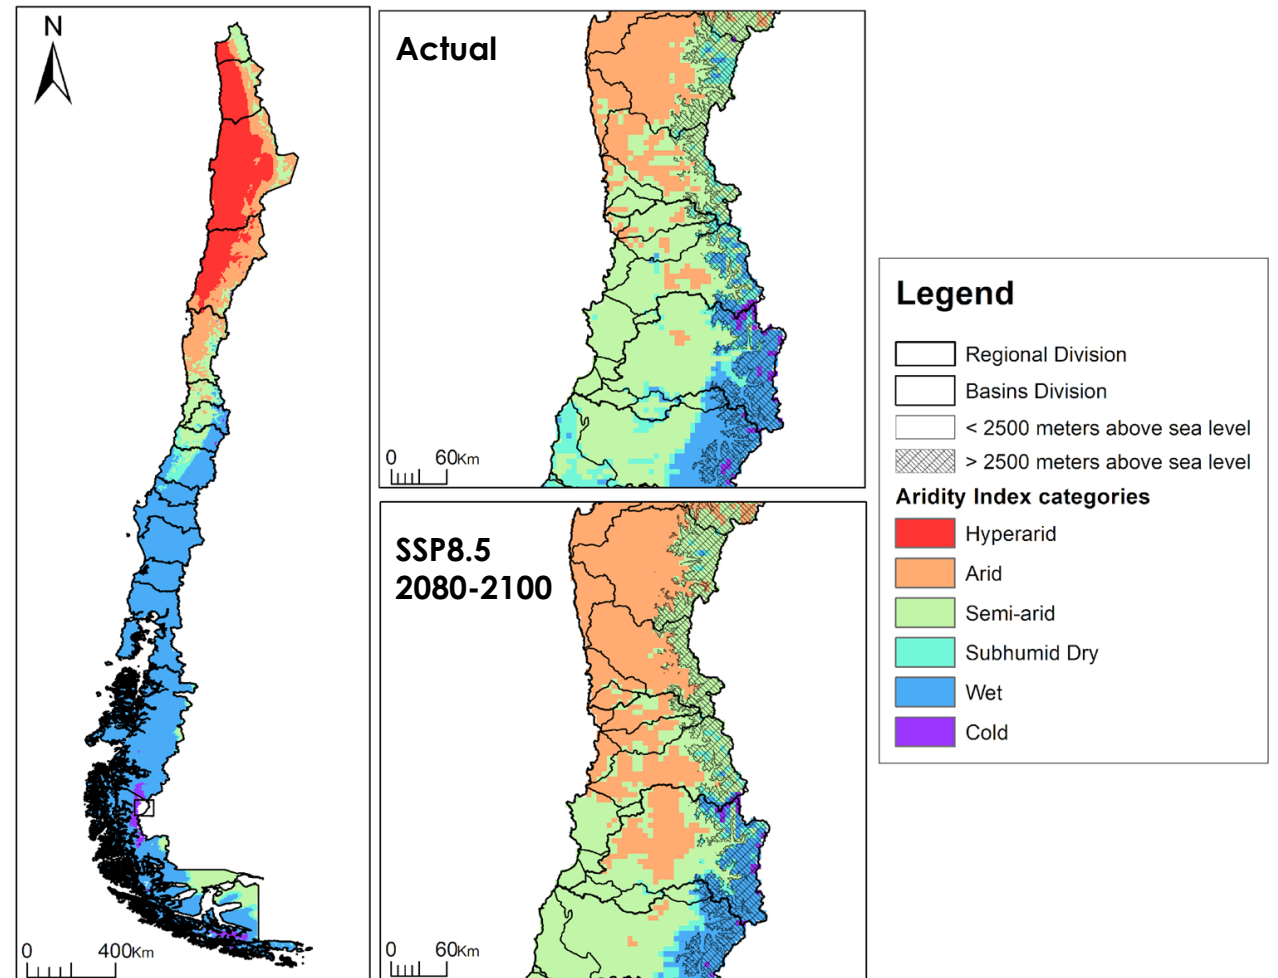 N
0 400Km
Actual
0 60Km
SSP8.5
2080-2100
0 60Km
Legend
Regional Division
Basins Division
< 2500 meters above sea level
> 2500 meters above sea level
Aridity Index categories
Hyperarid
Arid
Semi-arid
Subhumid Dry
Wet
Cold